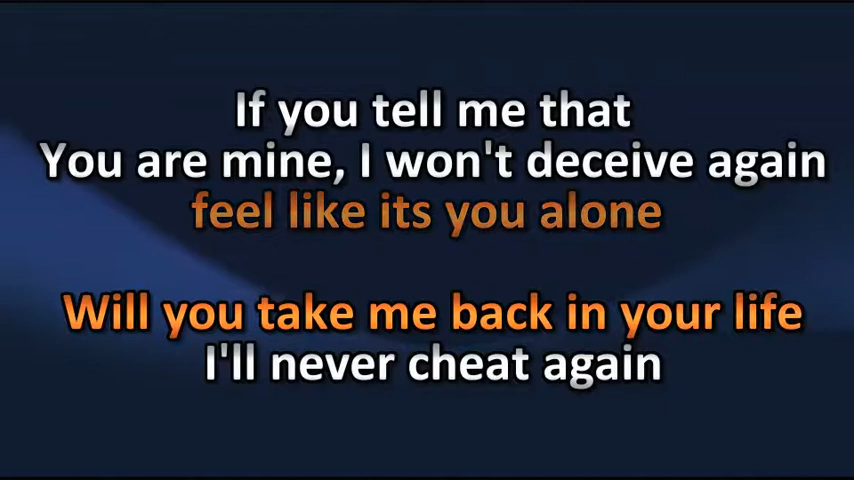 If you tell me that
You are mine, I won't deceive again
feel like its you alone
Will you take me back in your life
I'll never cheat again